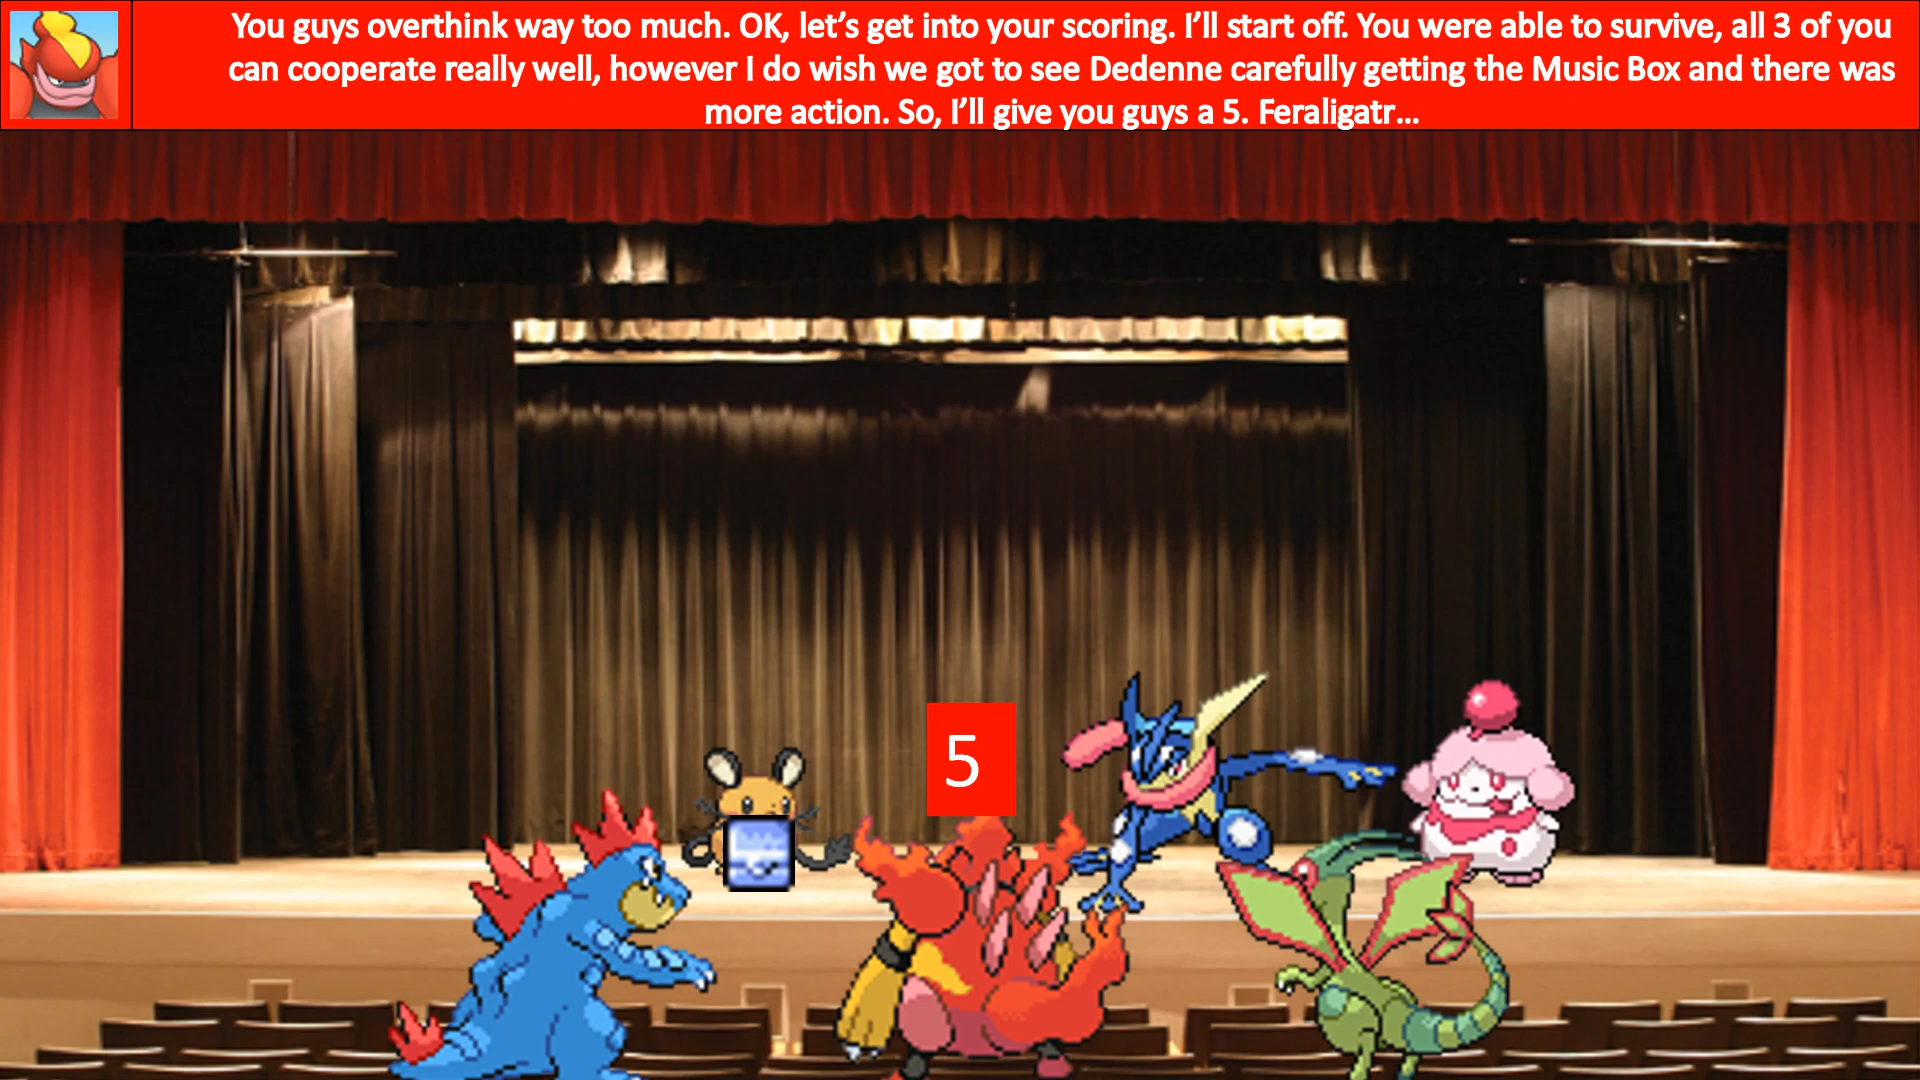 You guys overthink way too much. OK, let’s get into your scoring. I’ll start off. You were able to survive, all 3 of you
can cooperate really well, however I do wish we got to see Dedenne carefully getting the Music Box and there was
more action. So, I’ll give you guys a 5. Feraligatr…
5